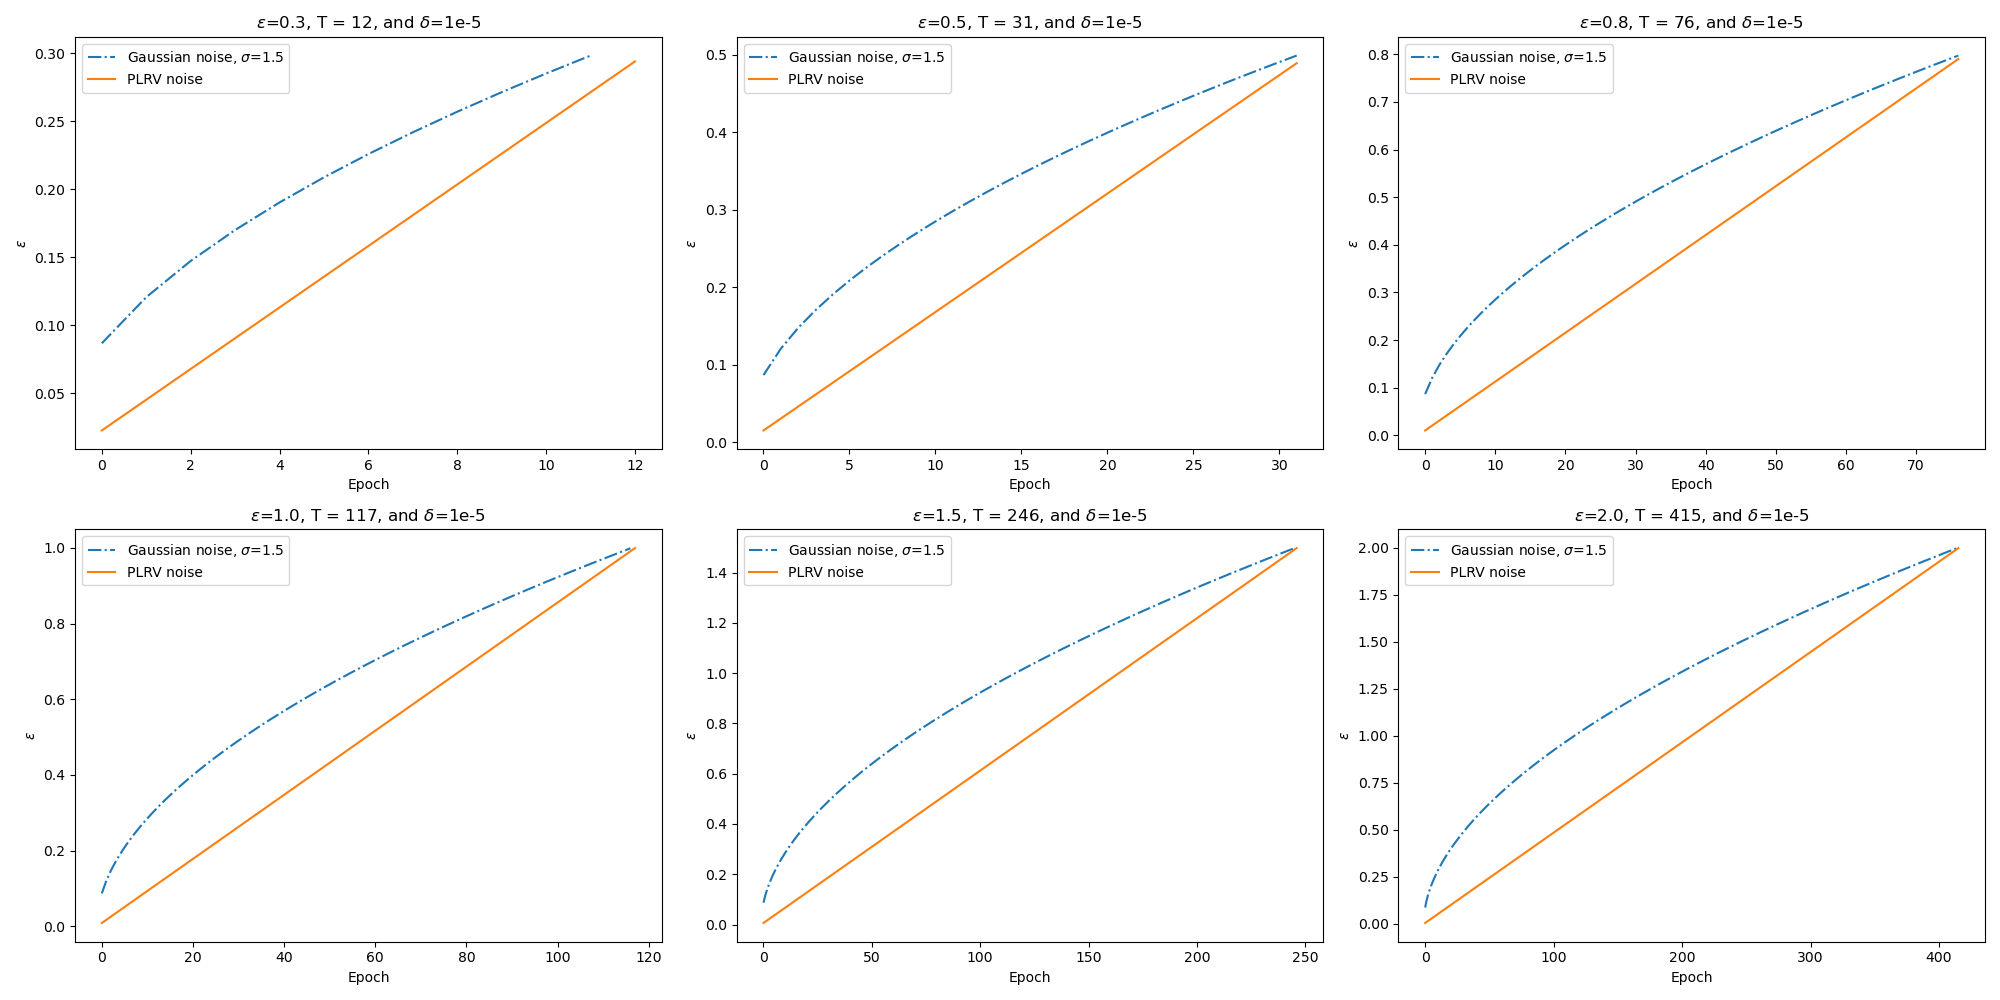 ε=0.3, T = 12, and δ=1e-5
Gaussian noise, σ=1.5
PLRV noise
0.30
0.25
0.20
0.15
0.10
0.05
ε
0 2 4 6 8 10 12
Epoch
ε=0.5, T = 31, and δ=1e-5
Gaussian noise, σ=1.5
PLRV noise
0.5
0.4
0.3
0.2
0.1
0.0
ε
0 5 10 15 20 25 30
Epoch
ε=0.8, T = 76, and δ=1e-5
Gaussian noise, σ=1.5
PLRV noise
0.8
0.7
0.6
0.5
0.4
0.3
0.2
0.1
0.0
ε
0 10 20 30 40 50 60 70
Epoch
ε=1.0, T = 117, and δ=1e-5
Gaussian noise, σ=1.5
PLRV noise
1.0
0.8
0.6
0.4
0.2
0.0
ε
0 20 40 60 80 100 120
Epoch
ε=1.5, T = 246, and δ=1e-5
Gaussian noise, σ=1.5
PLRV noise
1.4
1.2
1.0
0.8
0.6
0.4
0.2
0.0
ε
0 50 100 150 200 250
Epoch
ε=2.0, T = 415, and δ=1e-5
Gaussian noise, σ=1.5
PLRV noise
2.00
1.75
1.50
1.25
1.00
0.75
0.50
0.25
0.00
ε
0 100 200 300 400
Epoch